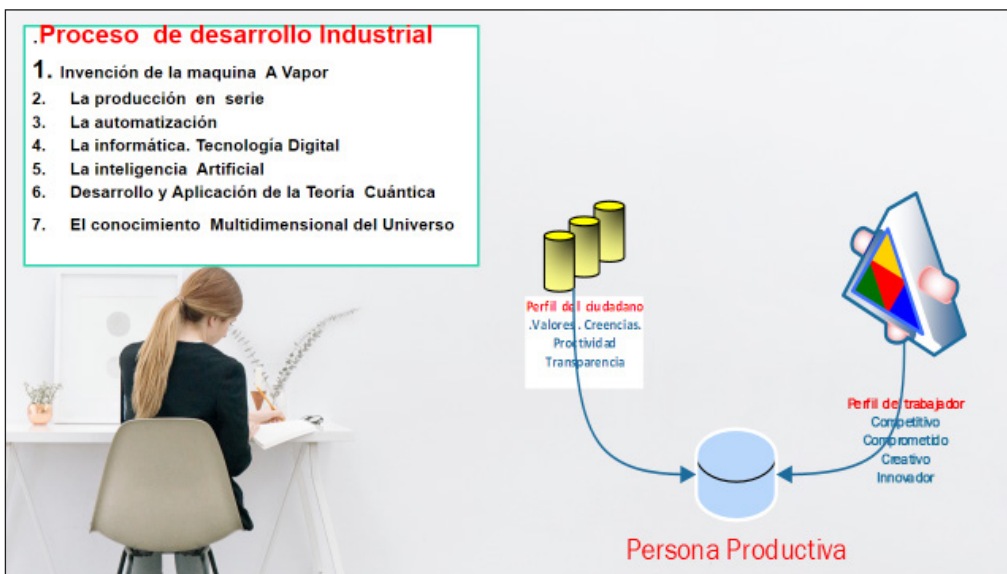 .Proceso de desarrollo Industrial
1. Invención de la maquina A Vapor
2. La producción en serie
3. La automatización
4. La informática. Tecnología Digital
5. La inteligencia Artificial
6. Desarrollo y Aplicación de la Teoría Cuántica
7. El conocimiento Multidimensional del Universo
Perfil del ciudadano
.Valores. Creencias.
Proctividad
Transparencia
Perfil del trabajador
Competitivo
Comprometido
Creativo
Innovador
Persona Productiva